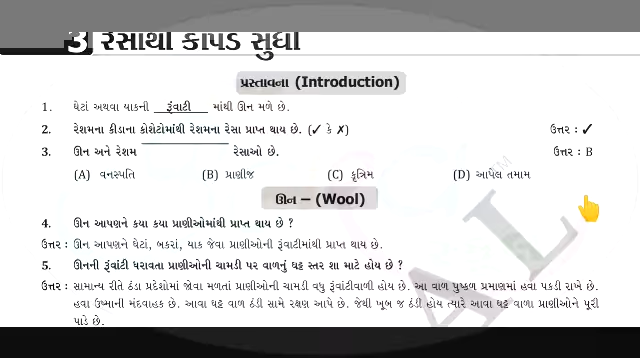 3 રેસાથી કાપડ સુધી
પ્રસ્તાવના (Introduction)
1. ઘેટાં અથવા યાકની રૂંવાટી માંથી ઊન મળે છે.
2. રેશમના કીડાના કોશેટોમાંથી રેશમના રેસા પ્રાપ્ત થાય છે. (✓ કે ✗) ઉત્તર : ✓
3. ઊન અને રેશમ ________ રેસાઓ છે. ઉત્તર : B
(A) વનસ્પતિ (B) પ્રાણીજ (C) કૃત્રિમ (D) આપેલ તમામ
ઊન – (Wool)
4. ઊન આપણને કયા કયા પ્રાણીઓમાંથી પ્રાપ્ત થાય છે ?
ઉત્તર : ઊન આપણને ઘેટાં, બકરાં, યાક જેવા પ્રાણીઓની રૂંવાટીમાંથી પ્રાપ્ત થાય છે.
5. ઊનની રૂંવાટી ધરાવતા પ્રાણીઓની ચામડી પર વાળનું ઘટ્ટ સ્તર શા માટે હોય છે ?
ઉત્તર : સામાન્ય રીતે ઠંડા પ્રદેશોમાં જોવા મળતાં પ્રાણીઓની ચામડી વધુ રૂંવાટીવાળી હોય છે. આ વાળ પુષ્કળ પ્રમાણમાં હવા પકડી રાખે છે.
હવા ઉષ્માની મંદવાહક છે. આવા ઘટ્ટ વાળ ઠંડી સામે રક્ષણ આપે છે. જેથી ખૂબ જ ઠંડી હોય ત્યારે આવા ઘટ્ટ વાળવાળા પ્રાણીઓને પૂરી
પાડે છે.